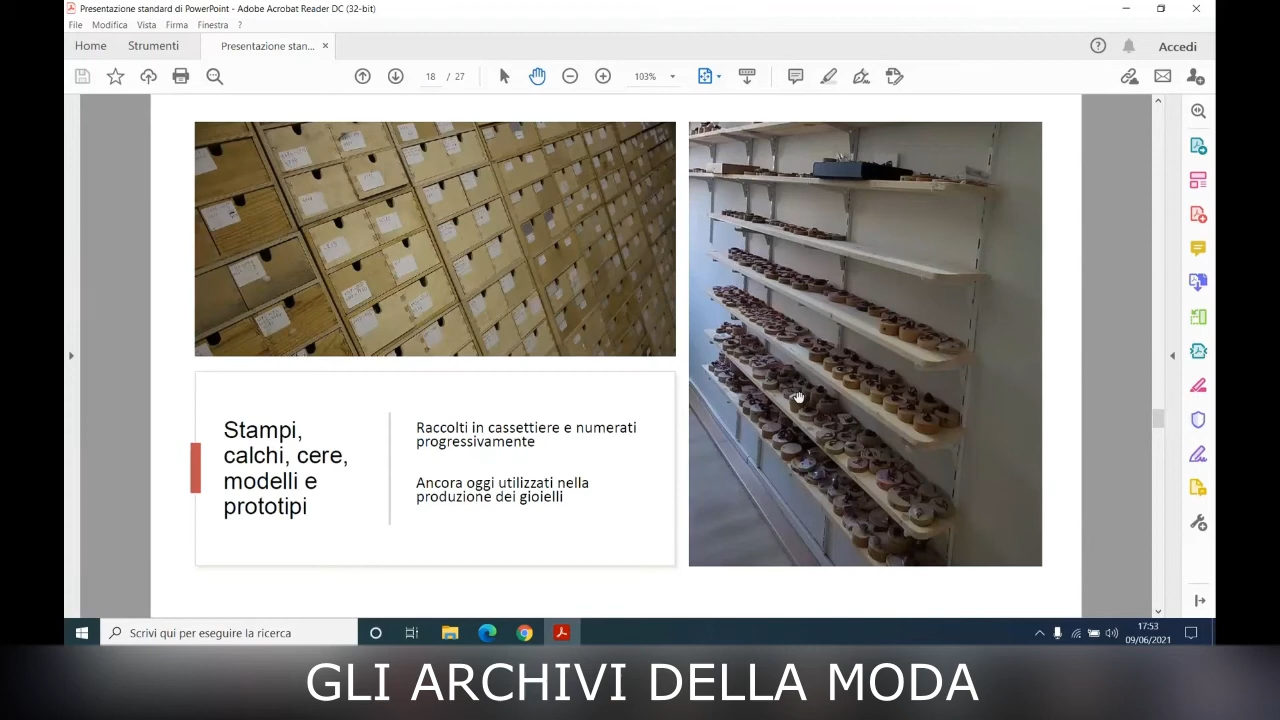 Presentazione standard di PowerPoint - Adobe Acrobat Reader DC (32-bit)
File Modifica Vista Firma Finestra ?
Home Strumenti Presentazione stan... × Accedi
18 / 27 103%
Stampi,
calchi, cere,
modelli e
prototipi
Raccolti in cassettiere e numerati
progressivamente
Ancora oggi utilizzati nella
produzione dei gioielli
Scrivi qui per eseguire la ricerca
17:53
09/06/2021
GLI ARCHIVI DELLA MODA